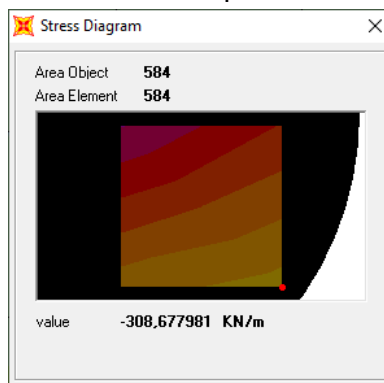 Stress Diagram
Area Object 584
Area Element 584
value -308,677981 KN/m